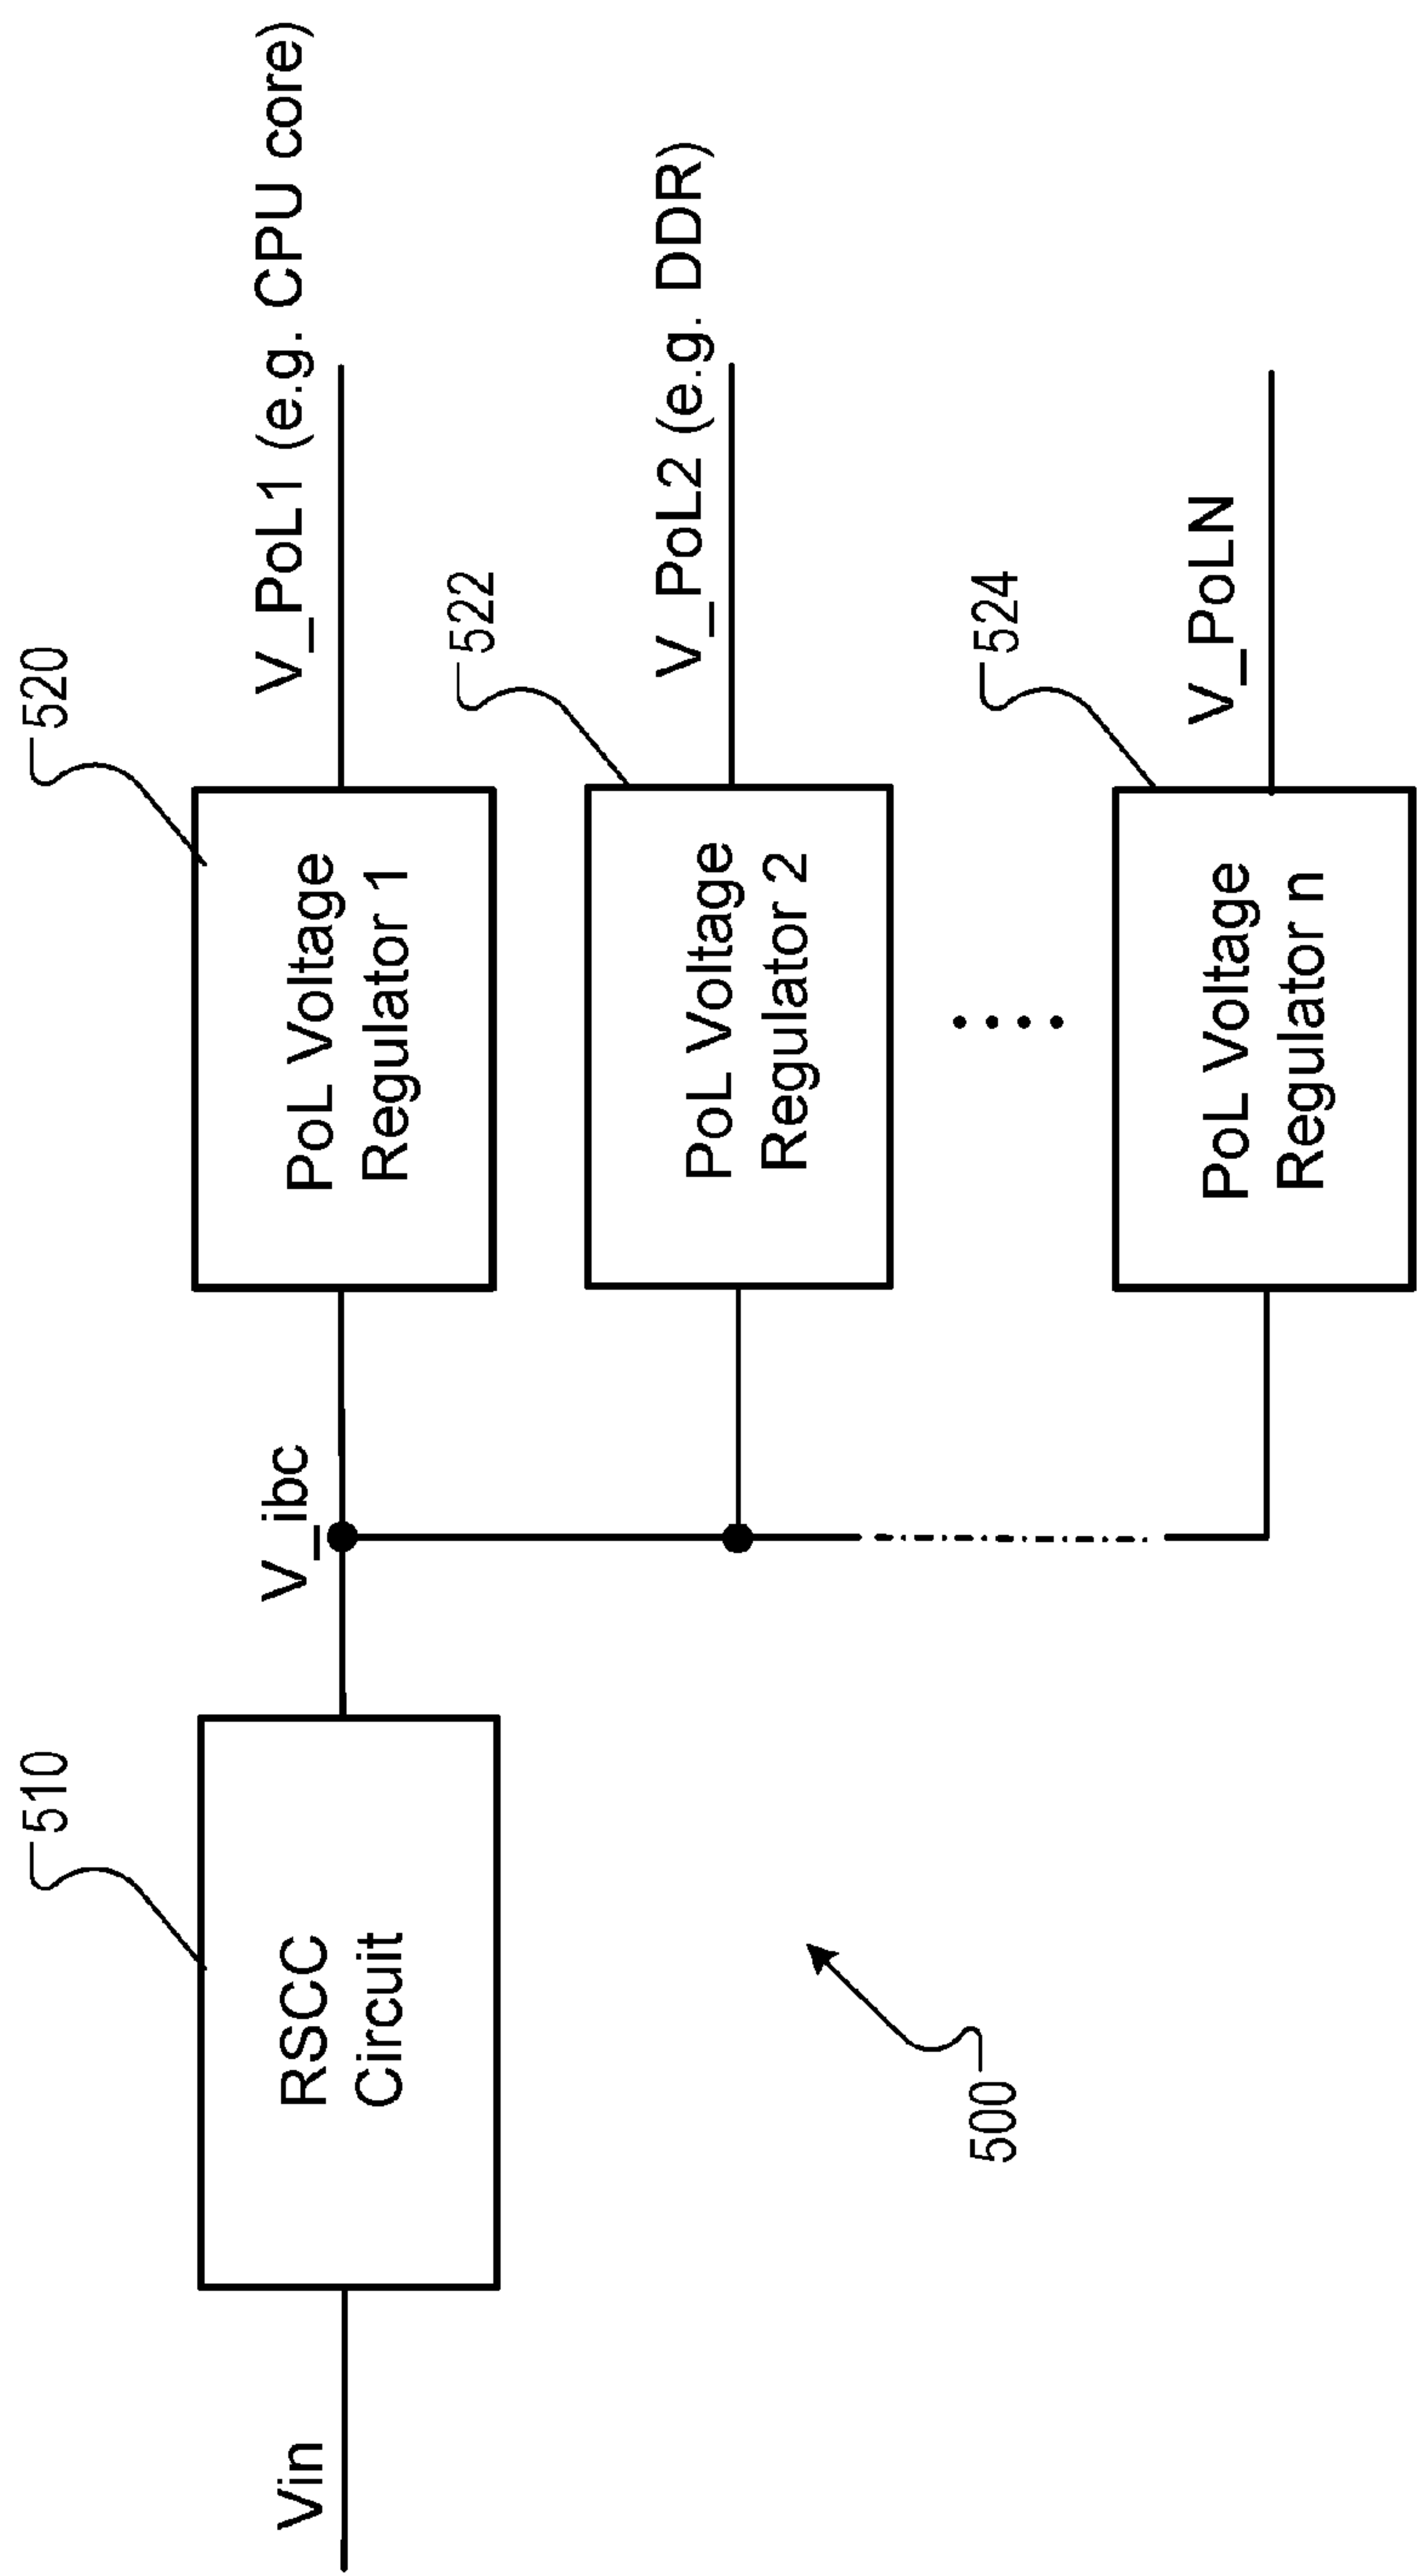 510
520
Vin
RSCC
Circuit
V_ibc
PoL Voltage
Regulator 1
V_PoL1 (e.g. CPU core)
522
PoL Voltage
Regulator 2
V_PoL2 (e.g. DDR)
524
PoL Voltage
Regulator n
V_PoLN
500